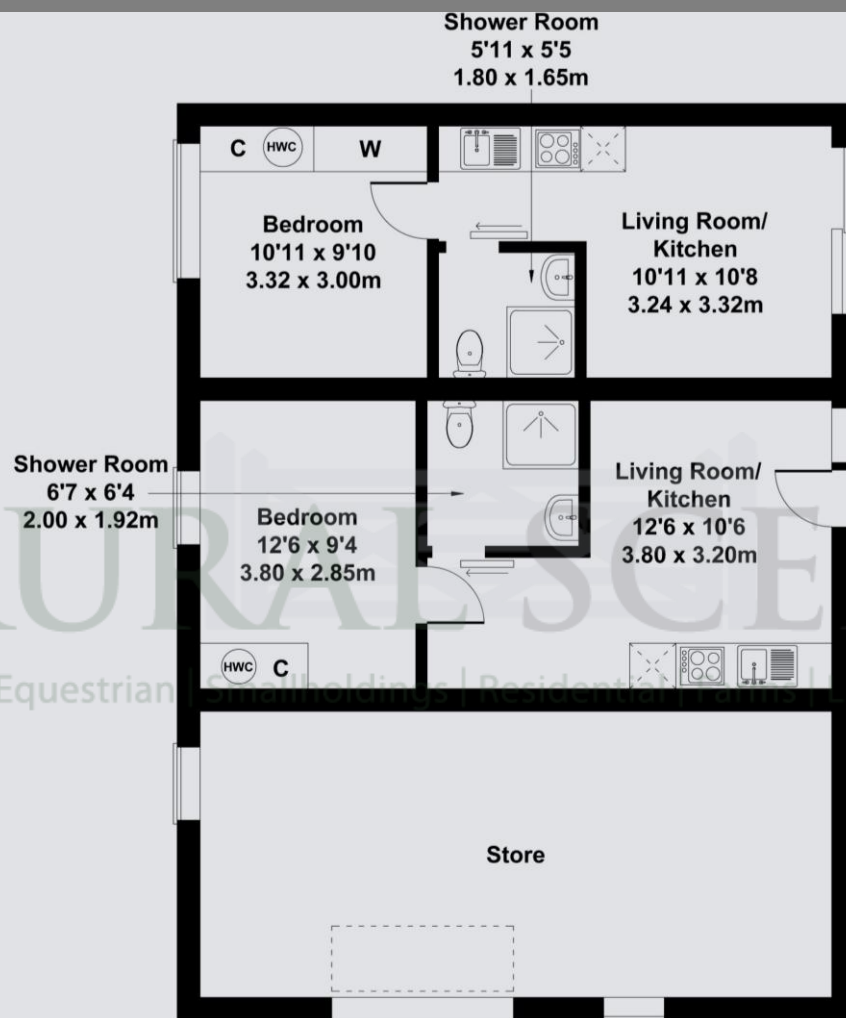 Shower Room
5'11 x 5'5
1.80 x 1.65m
C HWC W
Bedroom
10'11 x 9'10
3.32 x 3.00m
Living Room/
Kitchen
10'11 x 10'8
3.24 x 3.32m
Shower Room
6'7 x 6'4
2.00 x 1.92m
Bedroom
12'6 x 9'4
3.80 x 2.85m
Living Room/
Kitchen
12'6 x 10'6
3.80 x 3.20m
URAL SCE
HWC C
Equestrian | Smallholdings | Residential | Farms | L
Store